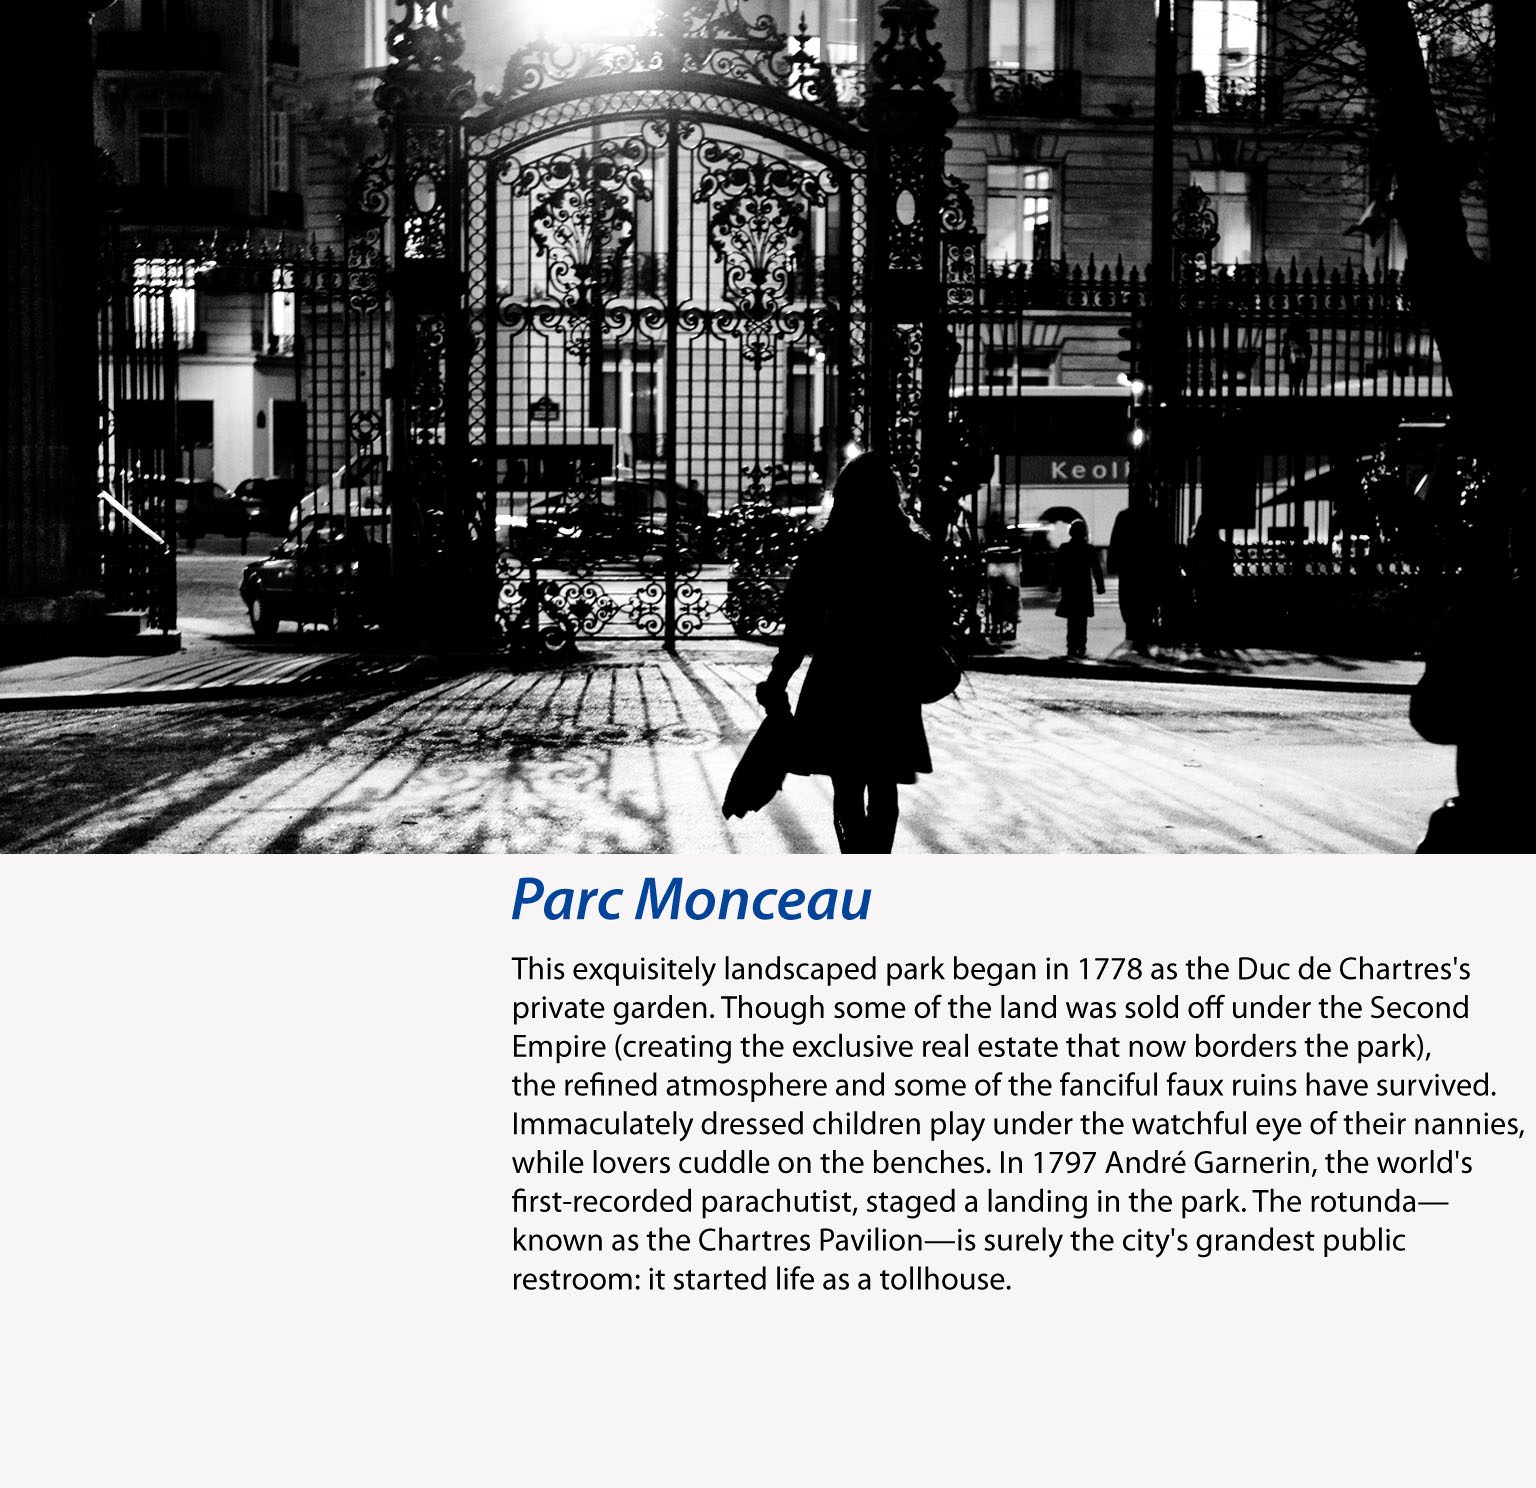 Keoli
Parc Monceau
This exquisitely landscaped park began in 1778 as the Duc de Chartres's
private garden. Though some of the land was sold off under the Second
Empire (creating the exclusive real estate that now borders the park),
the refined atmosphere and some of the fanciful faux ruins have survived.
Immaculately dressed children play under the watchful eye of their nannies,
while lovers cuddle on the benches. In 1797 André Garnerin, the world's
first-recorded parachutist, staged a landing in the park. The rotunda—
known as the Chartres Pavilion—is surely the city's grandest public
restroom: it started life as a tollhouse.